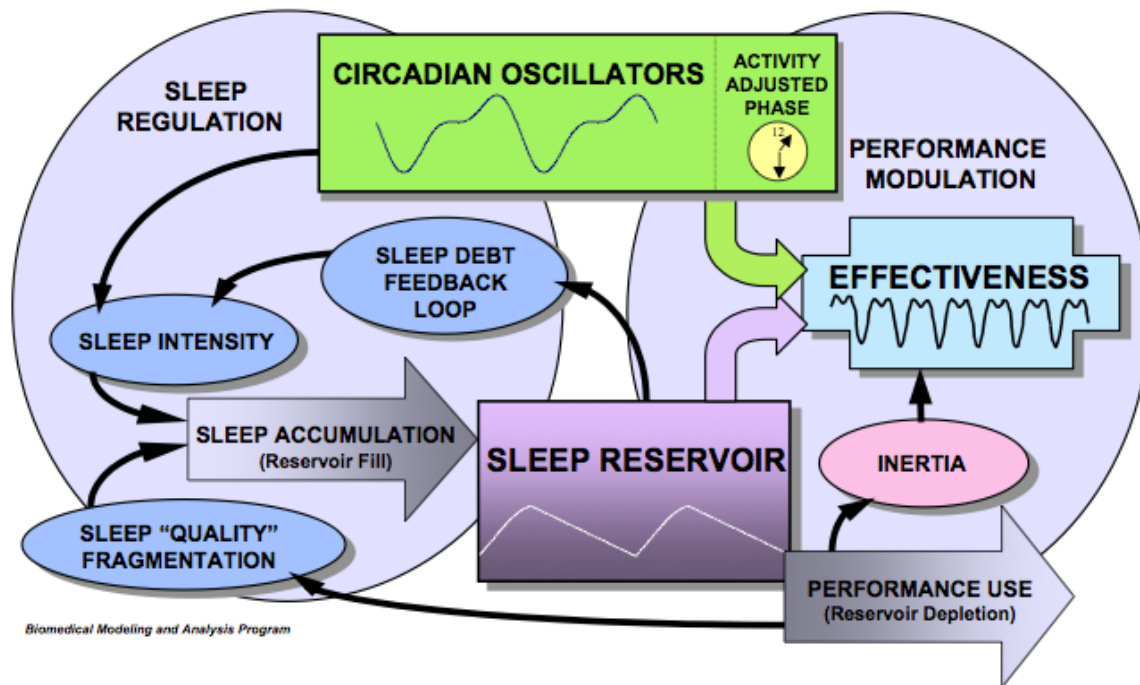 CIRCADIAN OSCILLATORS
ACTIVITY
ADJUSTED
PHASE
12
SLEEP
REGULATION
PERFORMANCE
MODULATION
SLEEP DEBT
FEEDBACK
LOOP
EFFECTIVENESS
SLEEP INTENSITY
SLEEP ACCUMULATION
(Reservoir Fill)
SLEEP RESERVOIR
INERTIA
SLEEP “QUALITY”
FRAGMENTATION
PERFORMANCE USE
(Reservoir Depletion)
Biomedical Modeling and Analysis Program